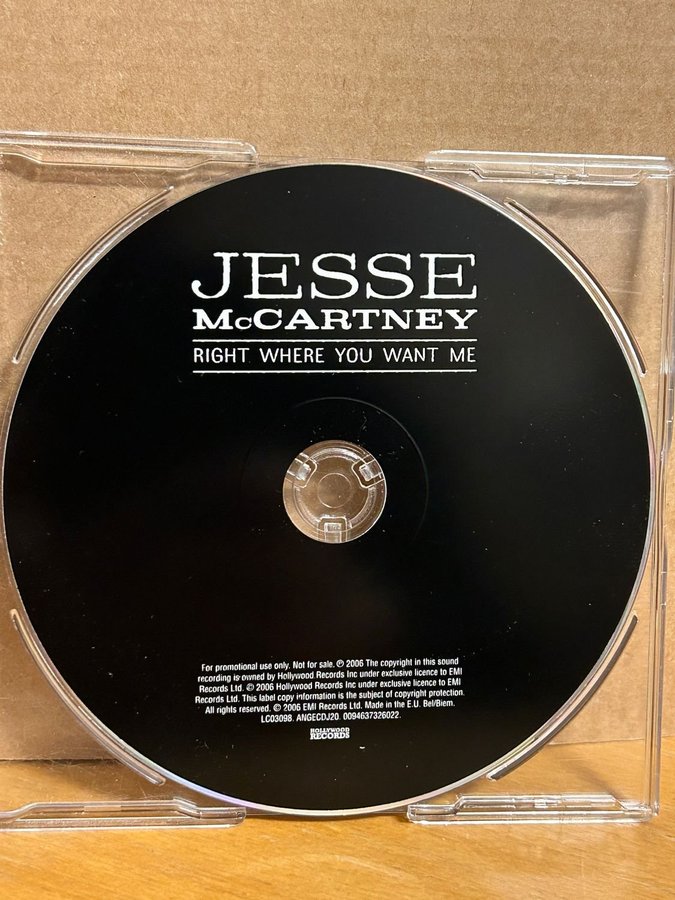 JESSE
McCARTNEY
RIGHT WHERE YOU WANT ME
For promotional use only. Not for sale. ℗ 2006 The copyright in this sound
recording is owned by Hollywood Records Inc under exclusive licence to EMI
Records Ltd. © 2006 Hollywood Records Inc under exclusive licence to EMI
Records Ltd. This label copy information is the subject of copyright protection.
All rights reserved. © 2006 EMI Records Ltd. Made in the E.U. Bel/Biem.
LC03098. ANGECDJ20. 0094637326022.
HOLLYWOOD
RECORDS